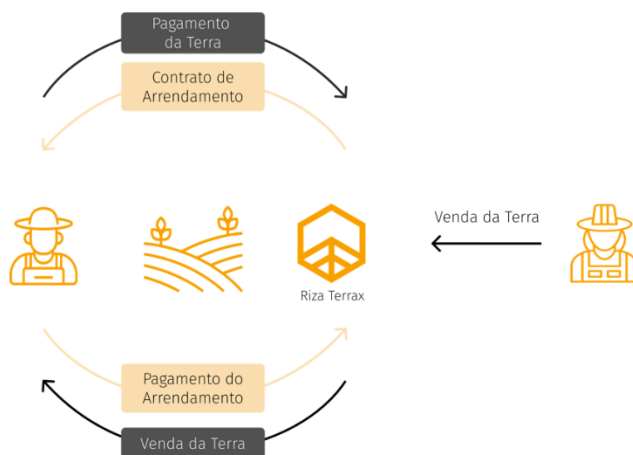 Pagamento
da Terra
Contrato de
Arrendamento
Venda da Terra
Riza Terrax
Pagamento do
Arrendamento
Venda da Terra